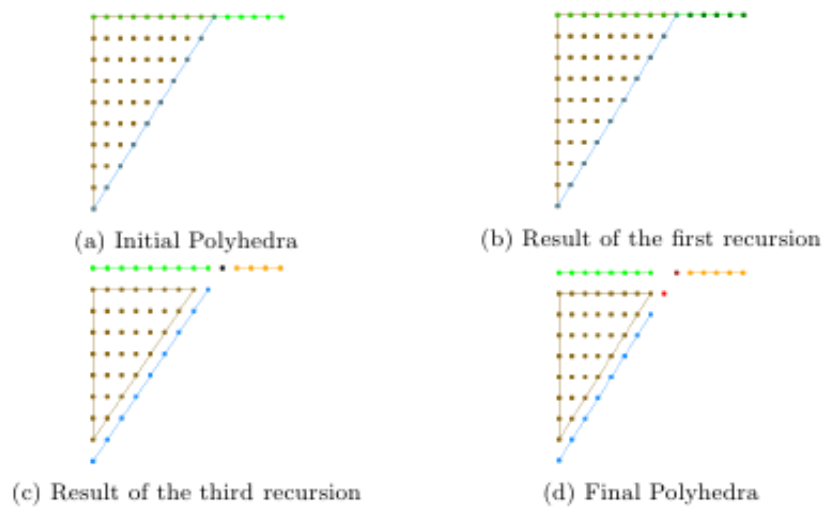 (a) Initial Polyhedra
(b) Result of the first recursion
(c) Result of the third recursion
(d) Final Polyhedra